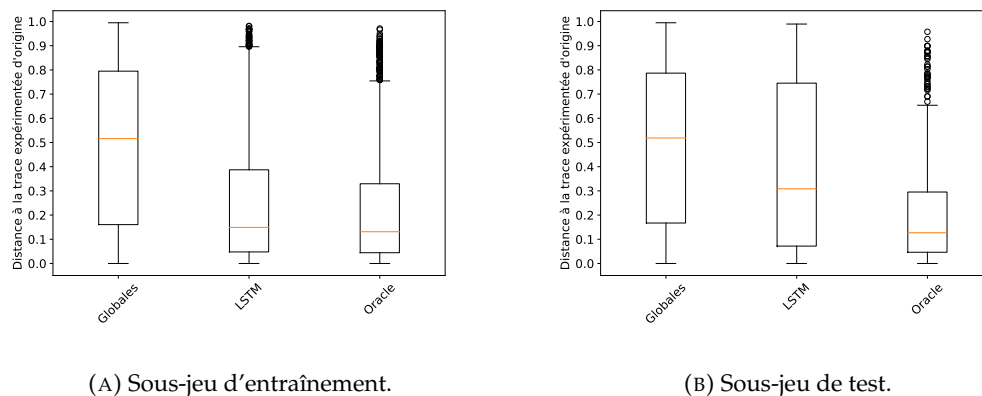 Distance à la trace expérimentée d'origine
1.0
0.9
0.8
0.7
0.6
0.5
0.4
0.3
0.2
0.1
0.0
Globales
LSTM
Oracle
(A) Sous-jeu d'entraînement.
Distance à la trace expérimentée d'origine
1.0
0.9
0.8
0.7
0.6
0.5
0.4
0.3
0.2
0.1
0.0
Globales
LSTM
Oracle
(B) Sous-jeu de test.